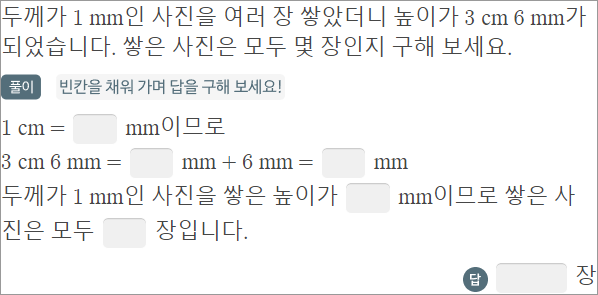 두께가 1 mm인 사진을 여러 장 쌓았더니 높이가 3 cm 6 mm가
되었습니다. 쌓은 사진은 모두 몇 장인지 구해 보세요.
풀이 빈칸을 채워 가며 답을 구해 보세요!
1 cm = mm이므로
3 cm 6 mm = mm + 6 mm = mm
두께가 1 mm인 사진을 쌓은 높이가 mm이므로 쌓은 사
진은 모두 장입니다.
답 장